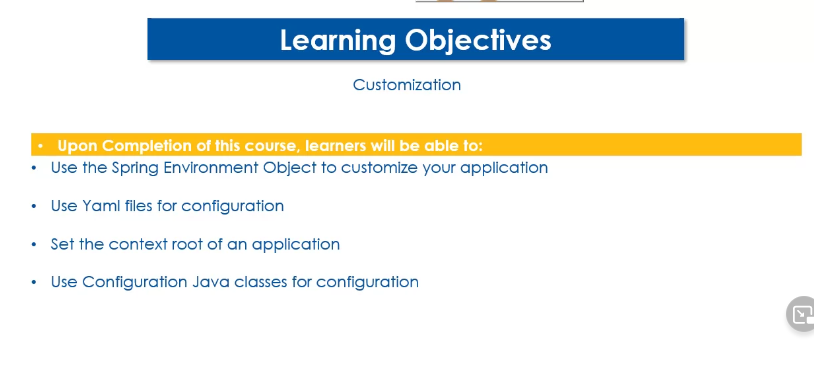 Learning Objectives
Customization
• Upon Completion of this course, learners will be able to:
• Use the Spring Environment Object to customize your application
• Use Yaml files for configuration
• Set the context root of an application
• Use Configuration Java classes for configuration